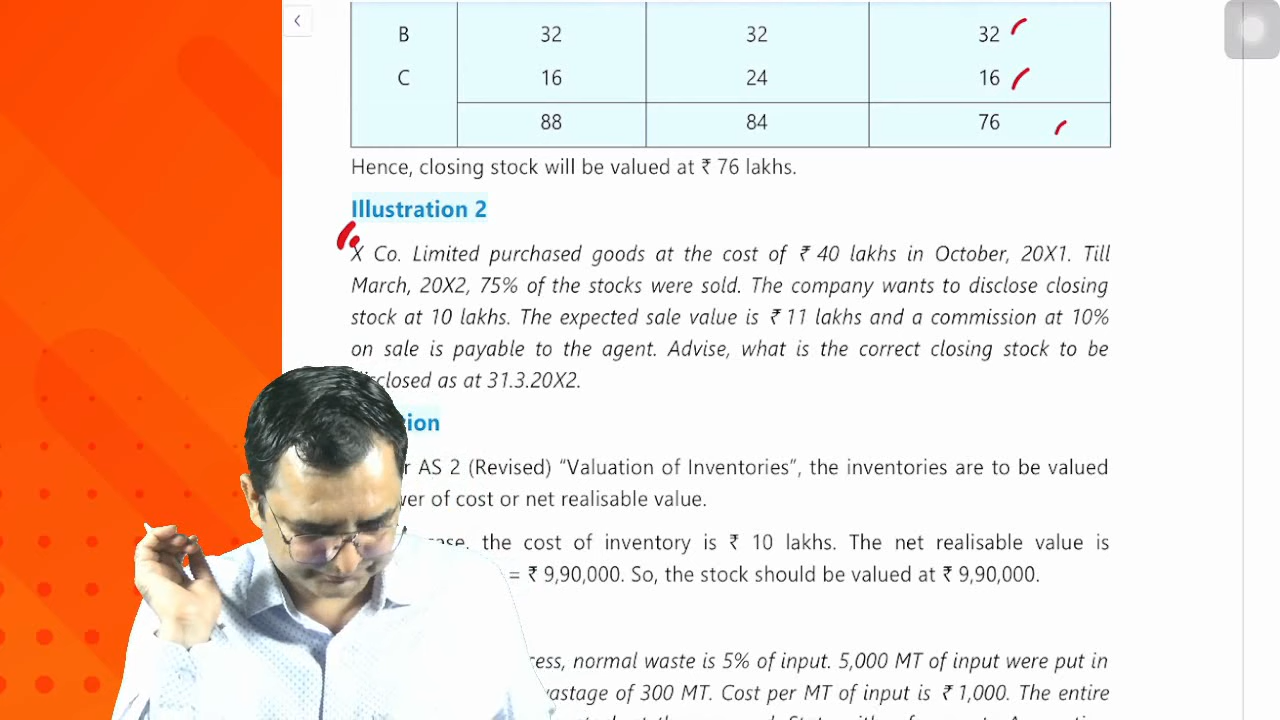 B 32 32 32
C 16 24 16
88 84 76
Hence, closing stock will be valued at ₹ 76 lakhs.
Illustration 2
X Co. Limited purchased goods at the cost of ₹ 40 lakhs in October, 20X1. Till
March, 20X2, 75% of the stocks were sold. The company wants to disclose closing
stock at 10 lakhs. The expected sale value is ₹ 11 lakhs and a commission at 10%
on sale is payable to the agent. Advise, what is the correct closing stock to be
disclosed as at 31.3.20X2.
AS 2 (Revised) “Valuation of Inventories”, the inventories are to be valued
of cost or net realisable value.
the cost of inventory is ₹ 10 lakhs. The net realisable value is
= ₹ 9,90,000. So, the stock should be valued at ₹ 9,90,000.
normal waste is 5% of input. 5,000 MT of input were put in
of 300 MT. Cost per MT of input is ₹ 1,000. The entire